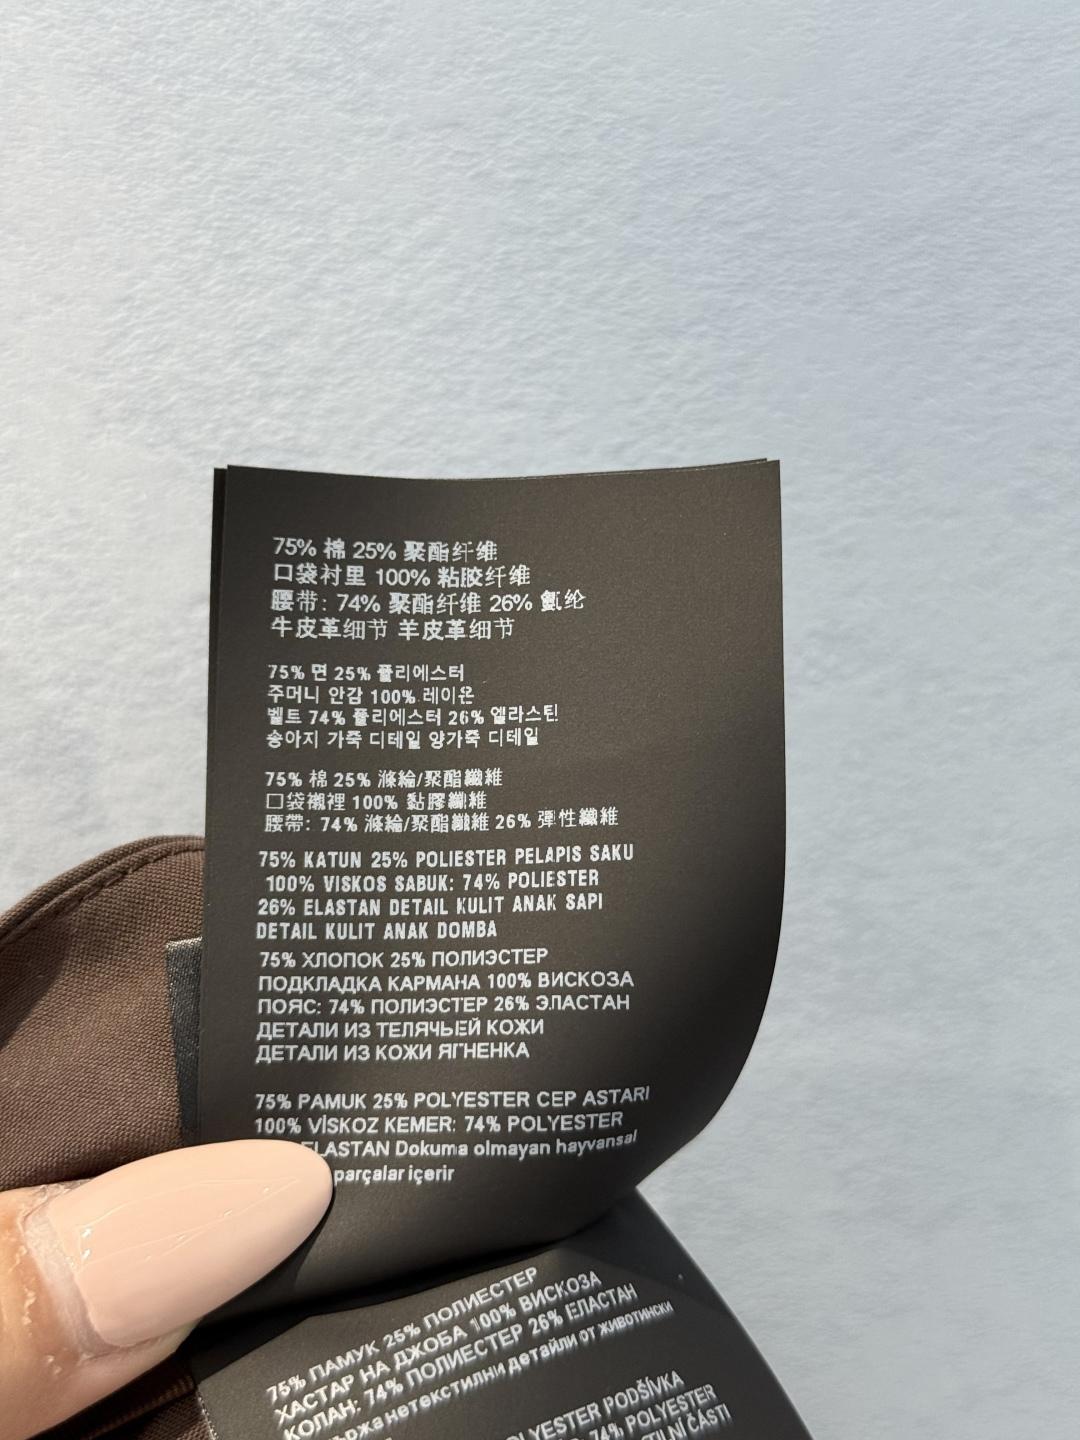 75% 棉 25% 聚酯纤维
口袋衬里 100% 粘胶纤维
腰带: 74% 聚酯纤维 26% 氨纶
牛皮革细节 羊皮革细节
75% 면 25% 폴리에스터
주머니 안감 100% 레이온
벨트 74% 폴리에스터 26% 엘라스틴
송아지 가죽 디테일 양가죽 디테일
75% 棉 25% 滌綸/聚酯纖維
口袋襯裡 100% 黏膠纖維
腰帶: 74% 滌綸/聚酯纖維 26% 彈性纖維
75% KATUN 25% POLIESTER PELAPIS SAKU
100% VISKOS SABUK: 74% POLIESTER
26% ELASTAN DETAIL KULIT ANAK SAPI
DETAIL KULIT ANAK DOMBA
75% ХЛОПОК 25% ПОЛИЭСТЕР
ПОДКЛАДКА КАРМАНА 100% ВИСКОЗА
ПОЯС: 74% ПОЛИЭСТЕР 26% ЭЛАСТАН
ДЕТАЛИ ИЗ ТЕЛЯЧЬЕЙ КОЖИ
ДЕТАЛИ ИЗ КОЖИ ЯГНЕНКА
75% PAMUK 25% POLYESTER CEP ASTARI
100% VİSKOZ KEMER: 74% POLYESTER
ELASTAN Dokuma olmayan hayvansal
parçalar içerir
75% ПАМУК 25% ПОЛИЕСТЕР
ХАСТАР НА ДЖОБА 100% ВИСКОЗА
КОЛАН: 74% ПОЛИЕСТЕР 26% ЕЛАСТАН
нетекстилни детайли от животински
POLYESTER PODŠÍVKA
74% POLYESTER
ČÁSTI